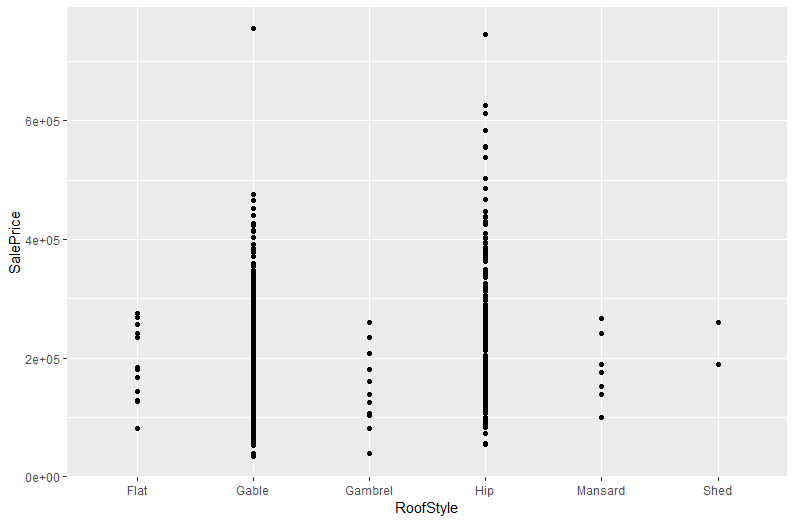 SalePrice
6e+05
4e+05
2e+05
0e+00
Flat Gable Gambrel Hip Mansard Shed
RoofStyle